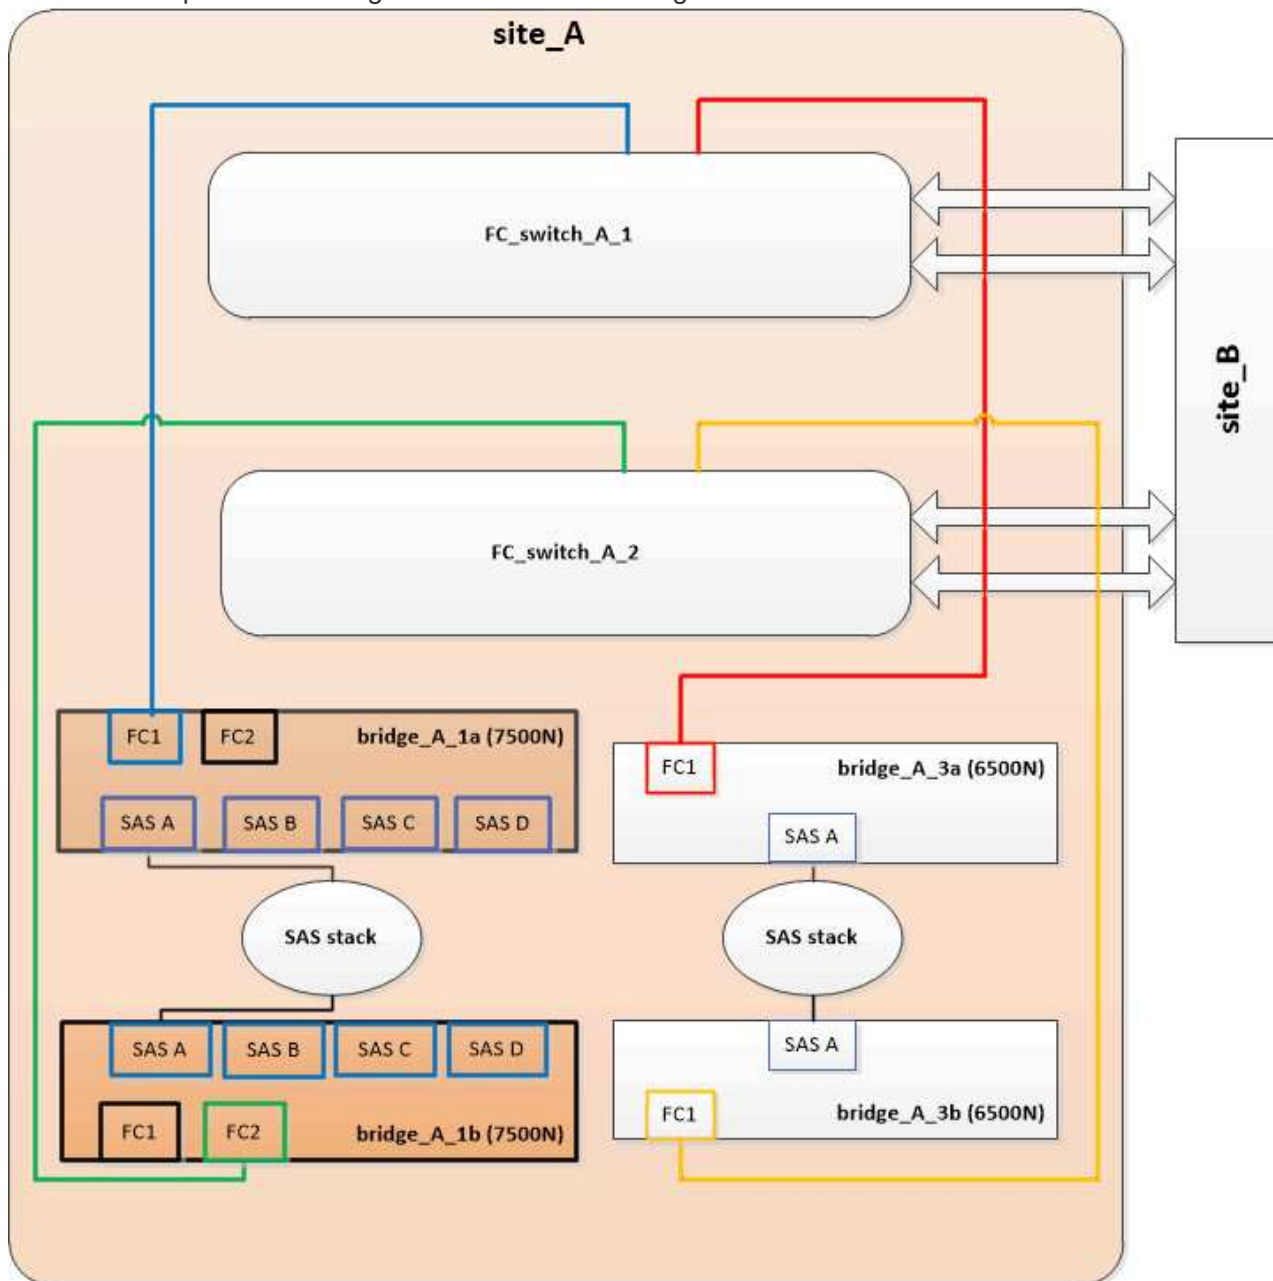 site_A
FC_switch_A_1
site_B
FC_switch_A_2
FC1
FC2
bridge_A_1a (7500N)
SAS A
SAS B
SAS C
SAS D
FC1
bridge_A_3a (6500N)
SAS A
SAS stack
SAS stack
SAS A
SAS B
SAS C
SAS D
FC1
FC2
bridge_A_1b (7500N)
SAS A
FC1
bridge_A_3b (6500N)